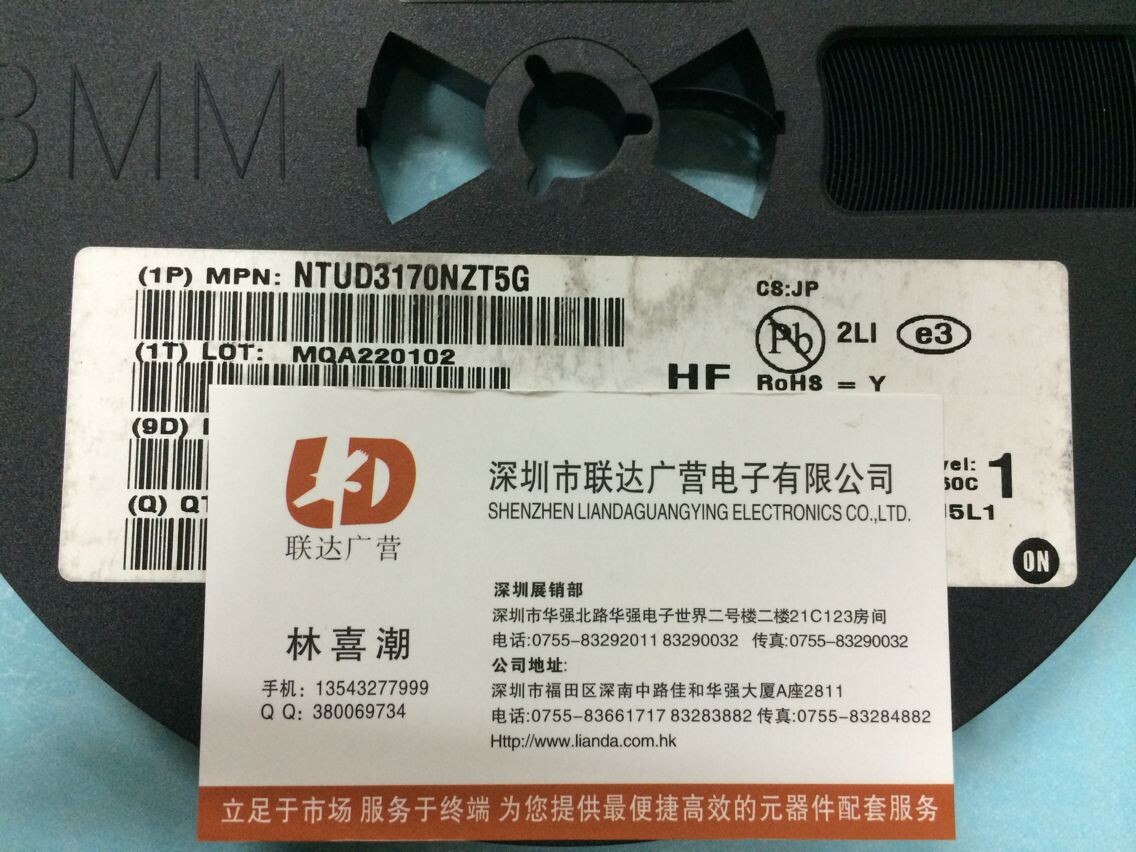 8MM
(1P) MPN: NTUD3170NZT5G
CS:JP
Pb
2LI
e3
(1T) LOT: MQA220102
HF
RoHS = Y
(9D)
(Q)
1
5L1
ON
LD
联达广营
深圳市联达广营电子有限公司
SHENZHEN LIANDAGUANGYING ELECTRONICS CO.,LTD.
林喜潮
手机：13543277999
Q Q：380069734
深圳展销部
深圳市华强北路华强电子世界二号楼二楼21C123房间
电话:0755-83292011 83290032 传真:0755-83290032
公司地址:
深圳市福田区深南中路佳和华强大厦A座2811
电话:0755-83661717 83283882 传真:0755-83284882
Http://www.lianda.com.hk
立足于市场 服务于终端 为您提供最便捷高效的元器件配套服务